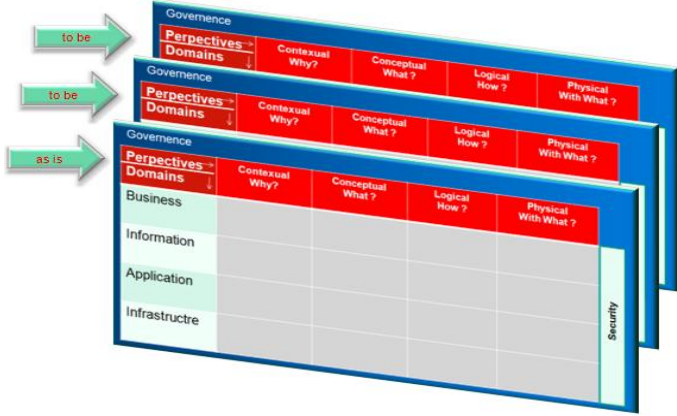 to be
Governence
Perpectives
Domains
Contexual
Why?
Conceptual
What ?
Logical
How ?
Physical
With What ?
to be
Governence
Perpectives
Domains
Contexual
Why?
Conceptual
What ?
Logical
How ?
Physical
With What ?
as is
Governence
Perpectives
Domains
Contexual
Why?
Conceptual
What ?
Logical
How ?
Physical
With What ?
Business
Information
Application
Infrastructre
Security